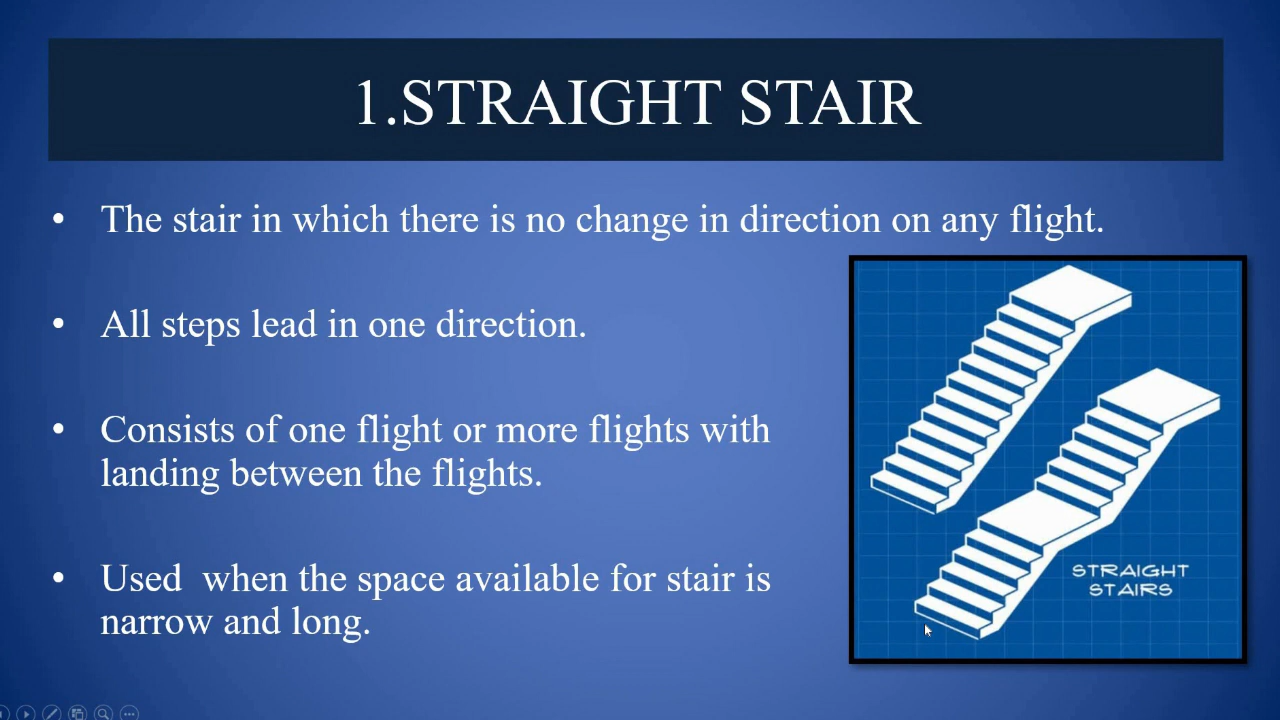 1.STRAIGHT STAIR
• The stair in which there is no change in direction on any flight.
• All steps lead in one direction.
• Consists of one flight or more flights with
landing between the flights.
• Used  when the space available for stair is
narrow and long.
STRAIGHT
STAIRS